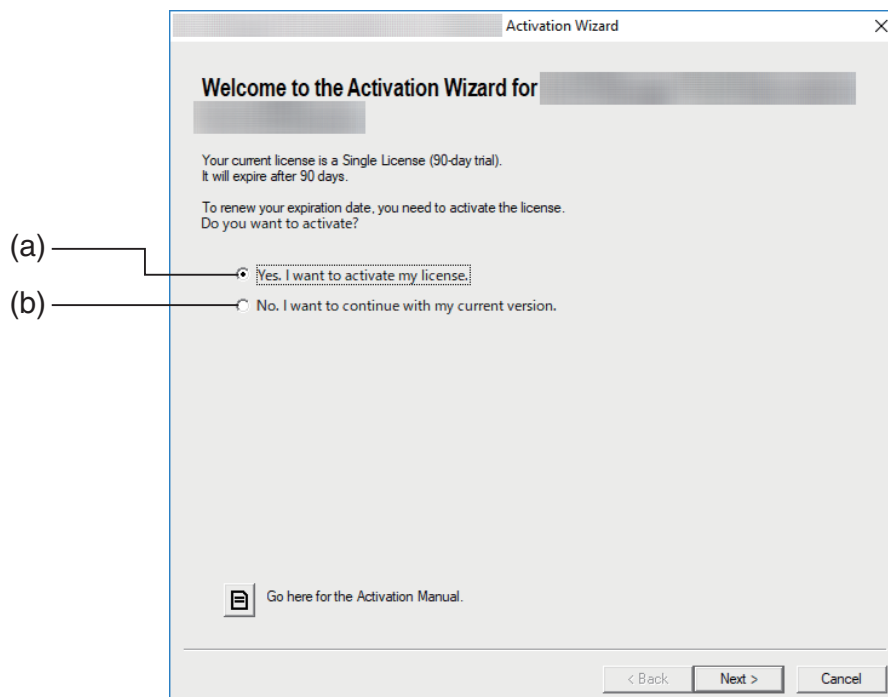 Activation Wizard
Welcome to the Activation Wizard for
Your current license is a Single License (90-day trial).
It will expire after 90 days.
To renew your expiration date, you need to activate the license.
Do you want to activate?
(a)
Yes. I want to activate my license.
(b)
No. I want to continue with my current version.
Go here for the Activation Manual.
< Back
Next >
Cancel